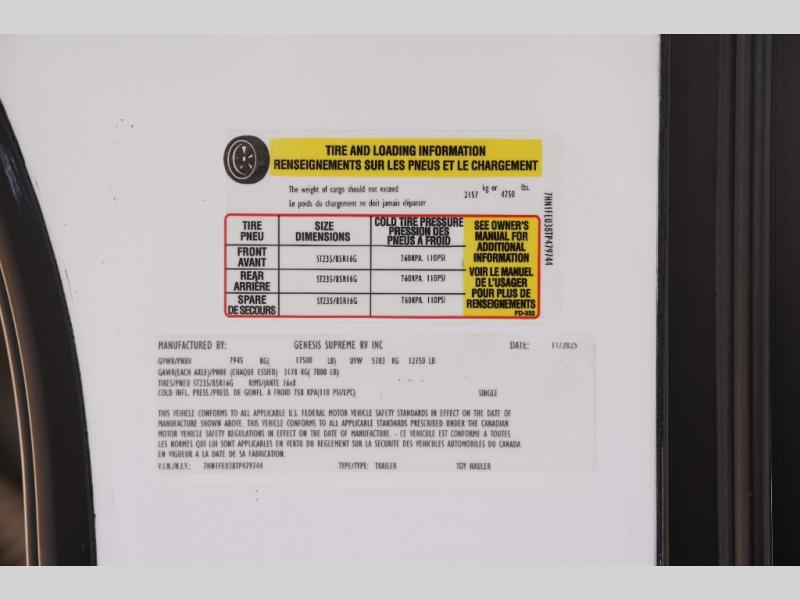 TIRE AND LOADING INFORMATION
RENSEIGNEMENTS SUR LES PNEUS ET LE CHARGEMENT
The weight of cargo should not exceed
Le poids du chargement ne doit jamais dépasser
2157 kg or 4750 lbs.
7HN1FEU38TP479744
TIRE PNEU SIZE DIMENSIONS COLD TIRE PRESSURE PRESSION DES PNEUS A FROID
FRONT AVANT ST235/85R16G 760KPA 110PSI
REAR ARRIÈRE ST235/85R16G 760KPA 110PSI
SPARE DE SECOURS ST235/85R16G 760KPA 110PSI
SEE OWNER'S
MANUAL FOR
ADDITIONAL
INFORMATION
VOIR LE MANUEL
DE L'USAGER
POUR PLUS DE
RENSEIGNEMENTS
FD-332
MANUFACTURED BY: GENESIS SUPREME RV INC DATE: 11/2025
GVWR/PNBV 7945 KG( 17500 LB) UVW 5783 KG 12750 LB
GAWR(EACH AXLE)/PNBE (CHAQUE ESSIEU) 3178 KG( 7000 LB)
TIRES/PNEU ST235/85R16G RIMS/JANTE 16x8
COLD INFL. PRESS./PRESS. DE GONFL. A FROID 758 KPA(110 PSI/LPC) SINGLE
THIS VEHICLE CONFORMS TO ALL APPLICABLE U.S. FEDERAL MOTOR VEHICLE SAFETY STANDARDS IN EFFECT ON THE DATE OF
MANUFACTURE SHOWN ABOVE. THIS VEHICLE CONFORMS TO ALL APPLICABLE STANDARDS PRESCRIBED UNDER THE CANADIAN
MOTOR VEHICLE SAFETY REGULATIONS IN EFFECT ON THE DATE OF MANUFACTURE. - CE VEHICULE EST CONFORME A TOUTES
LES NORMES QUI LUI SONT APPLICABLES EN VERTU DU REGLEMENT SUR LA SECURITE DES VEHICULES AUTOMOBILES DU CANADA
EN VIGUEUR A LA DATE DE SA FABRICATION.
V.I.N./N.I.V.: 7HN1FEU38TP479744 TYPE/TYPE: TRAILER TOY HAULER